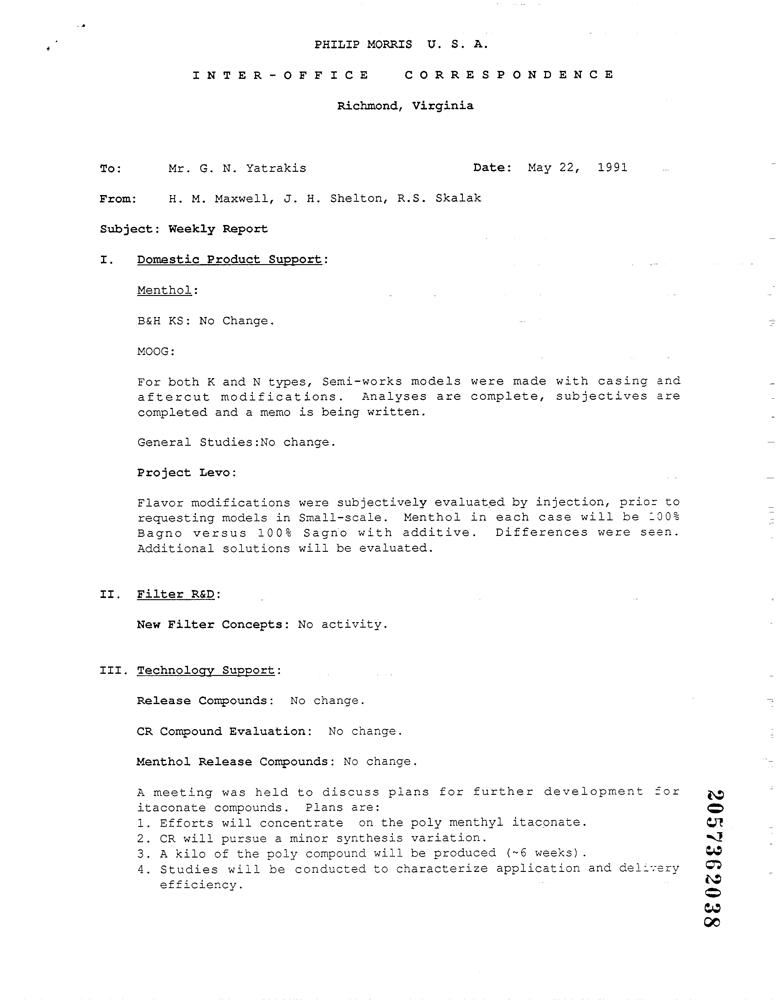 PHILIP MORRIS U. S. A.
INTER-OFFICE CORRESPONDENCE
Richmond, Virginia
To: Mr. G. N. Yatrakis Date: May 22, 1991
From: H. M. Maxwell, J. H. Shelton, R.S. Skalak
Subject: Weekly Report
I. Domestic Product Support:
Menthol:
B&H KS: No Change.
MOOG:
For both K and N types, Semi-works models were made with casing and
aftercut modifications. Analyses are complete, subjectives are
completed and a memo is being written.
General Studies:No change.
Project Levo:
Flavor modifications were subjectively evaluated by injection, prior to
requesting models in Small-scale. Menthol in each case will be 100%
Bagno versus 100% Sagno with additive. Differences were seen.
Additional solutions will be evaluated.
II. Filter R&D:
New Filter Concepts: No activity.
III. Technology Support:
Release Compounds: No change.
CR Compound Evaluation: No change.
Menthol Release Compounds: No change.
A meeting was held to discuss plans for further development for
itaconate compounds. Plans are:
1. Efforts will concentrate on the poly menthyl itaconate.
2. CR will pursue a minor synthesis variation.
3. A kilo of the poly compound will be produced (~6 weeks).
4. Studies will be conducted to characterize application and delivery
efficiency.
2057362038